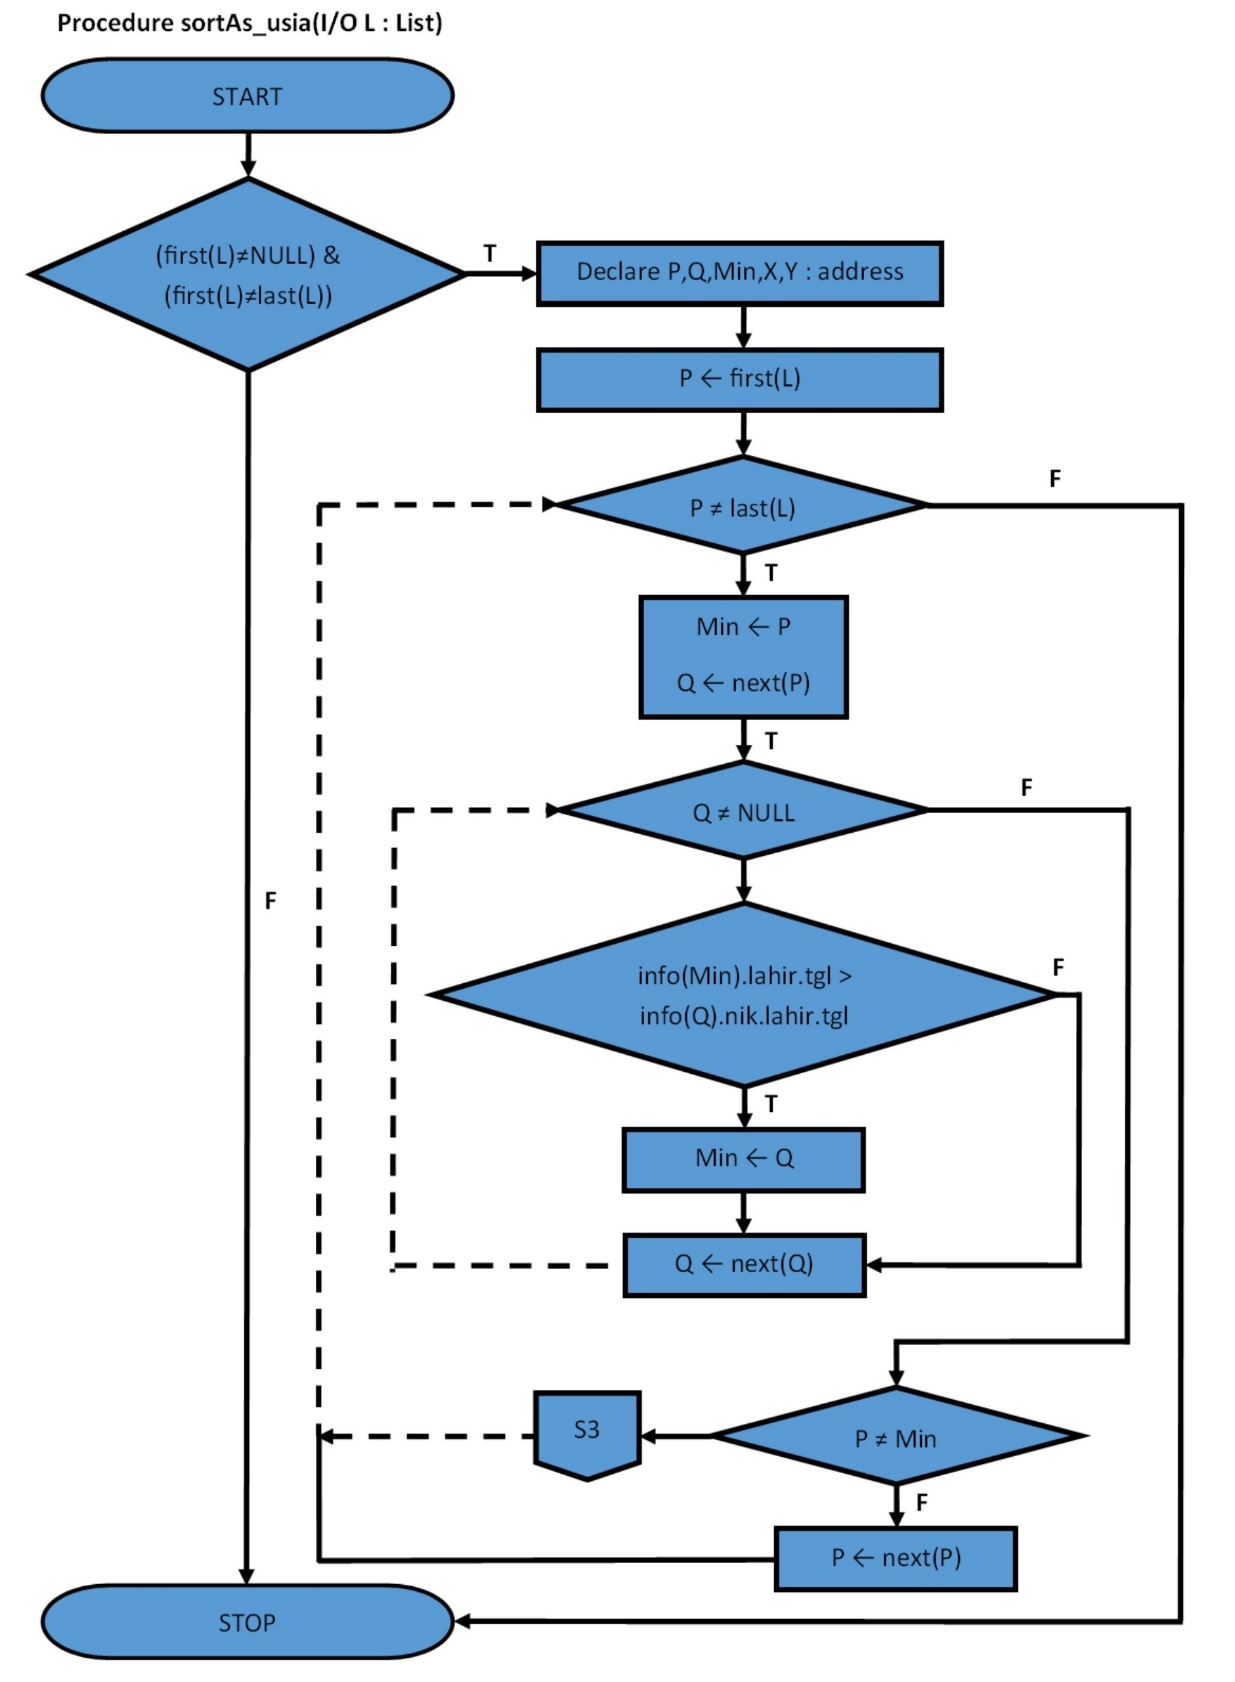 Procedure sortAs_usia(I/O L : List)
START
(first(L)≠NULL) &
(first(L)≠last(L))
T
Declare P,Q,Min,X,Y : address
P ← first(L)
F
P ≠ last(L)
T
Min ← P
Q ← next(P)
T
F
Q ≠ NULL
F
info(Min).lahir.tgl >
info(Q).nik.lahir.tgl
F
T
Min ← Q
Q ← next(Q)
S3
P ≠ Min
F
P ← next(P)
STOP